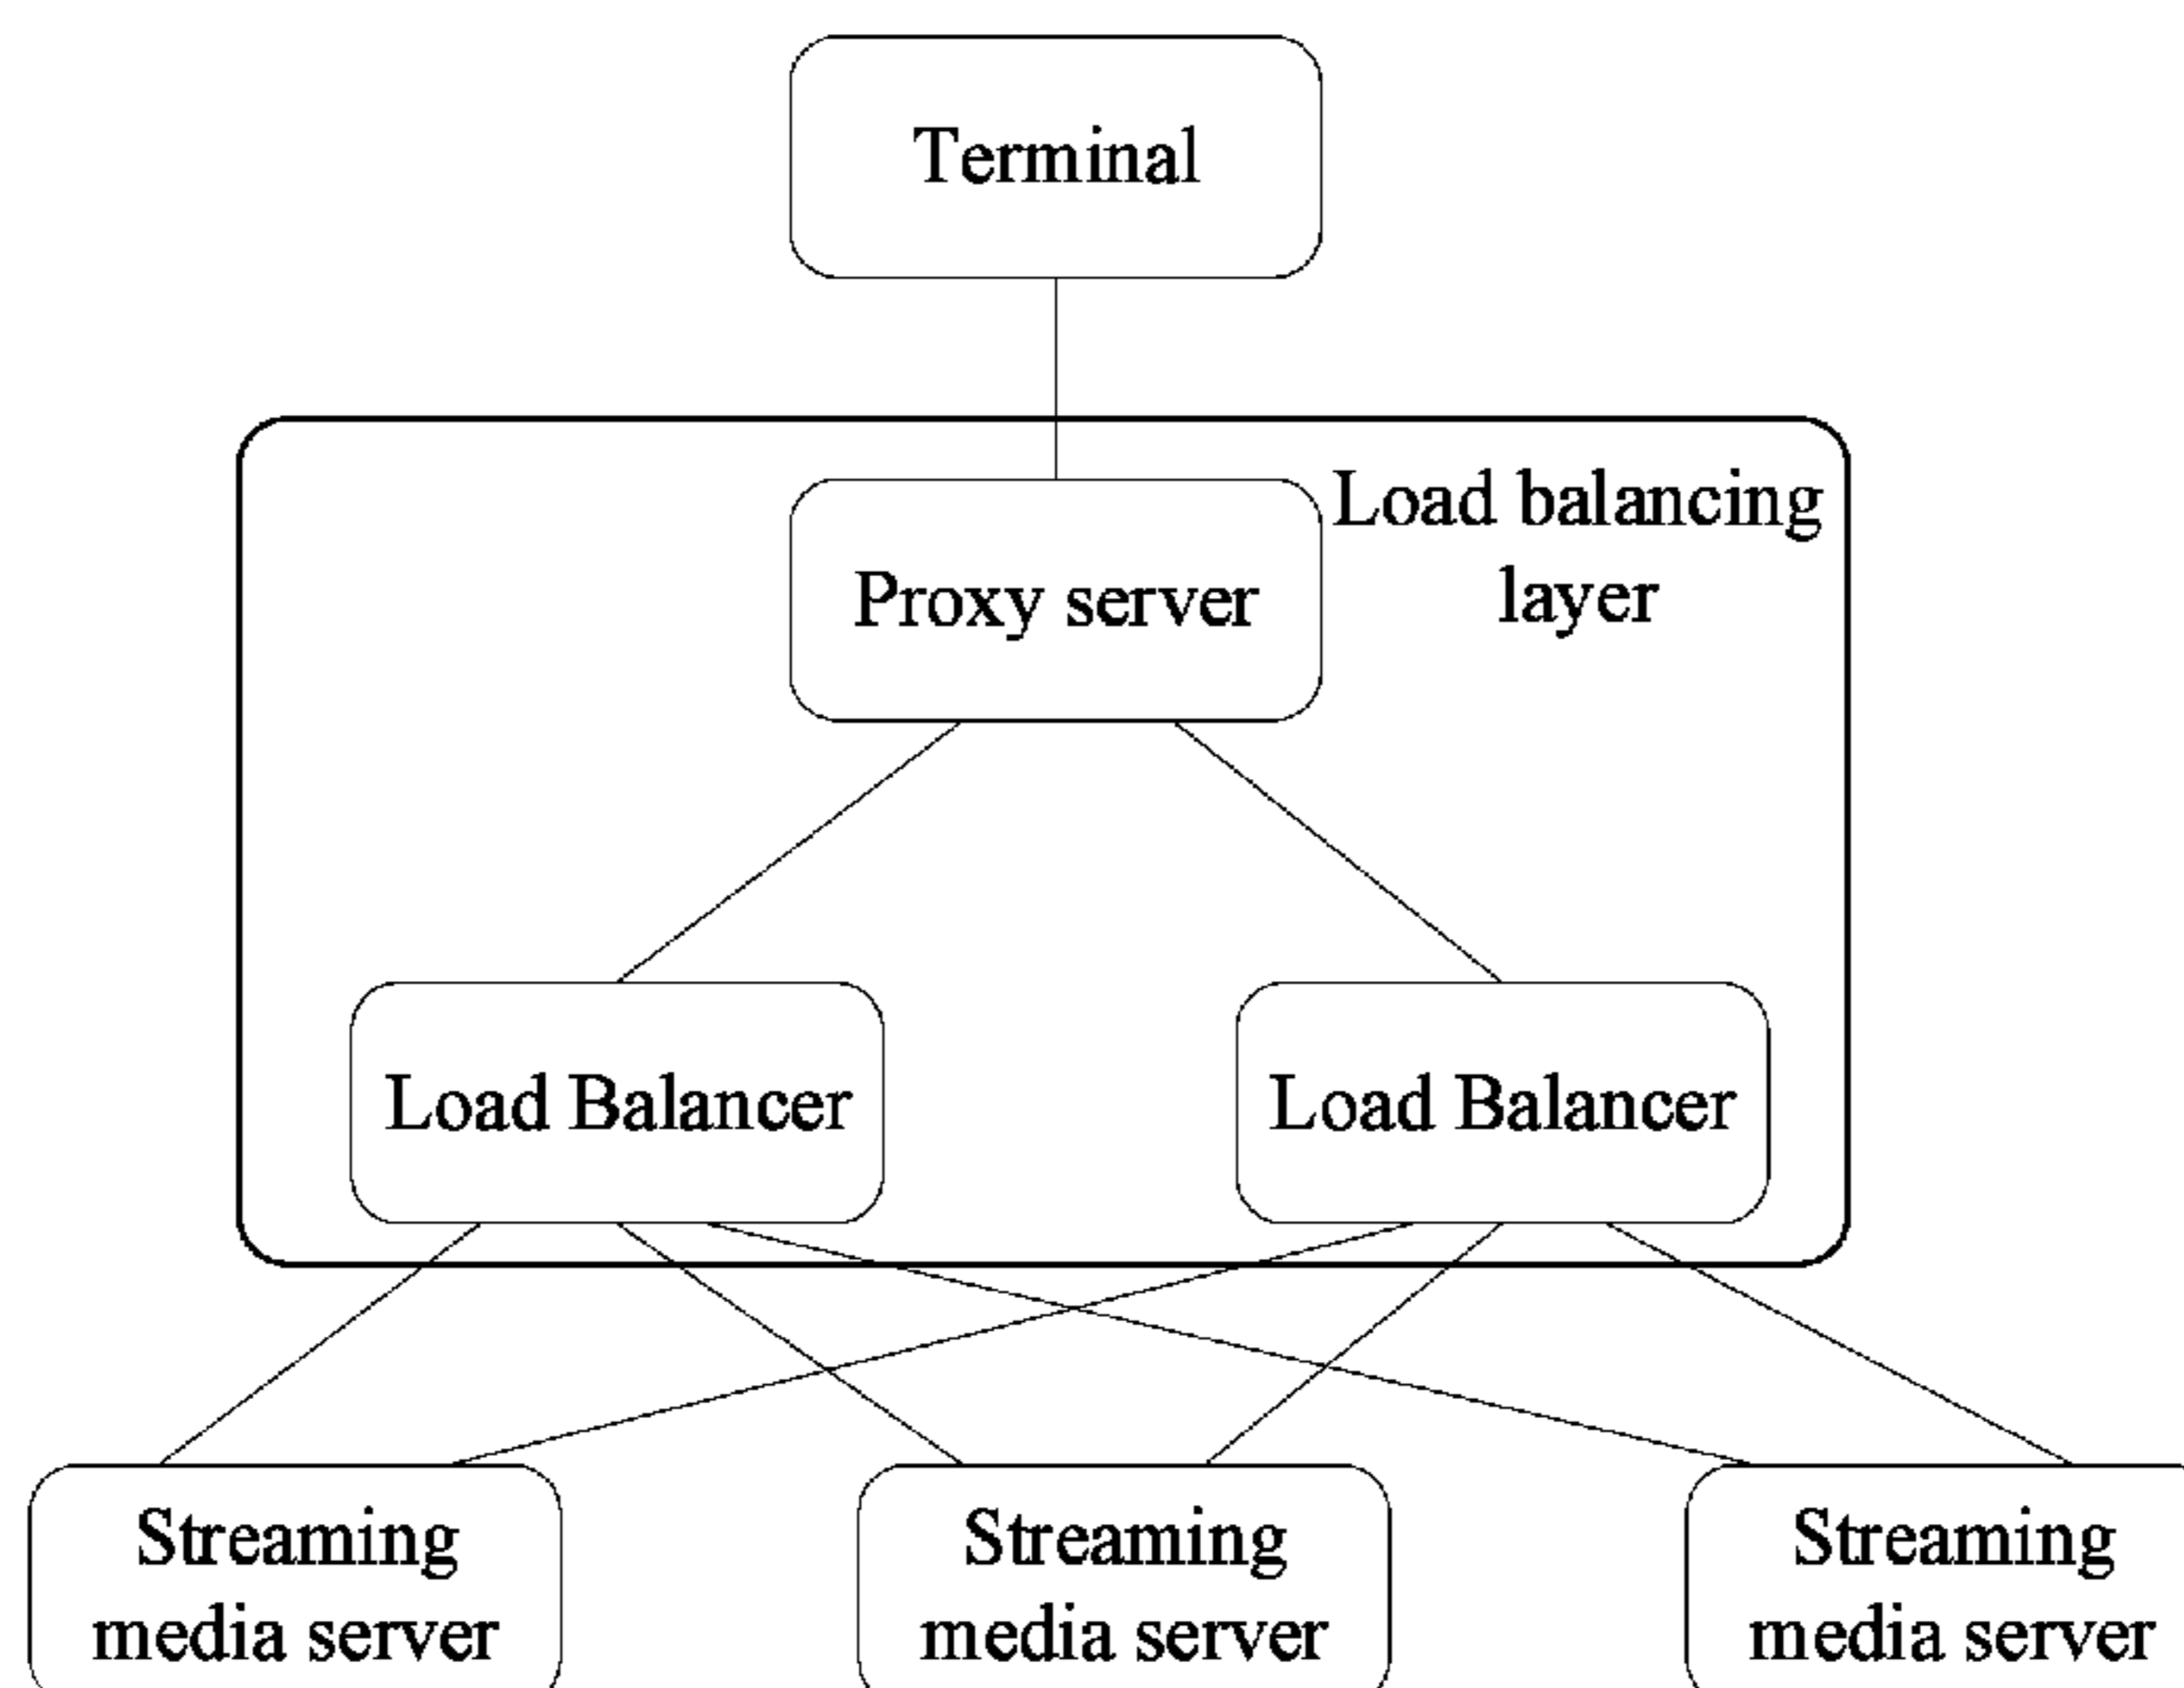 Terminal
Load balancing
layer
Proxy server
Load Balancer
Load Balancer
Streaming
media server
Streaming
media server
Streaming
media server